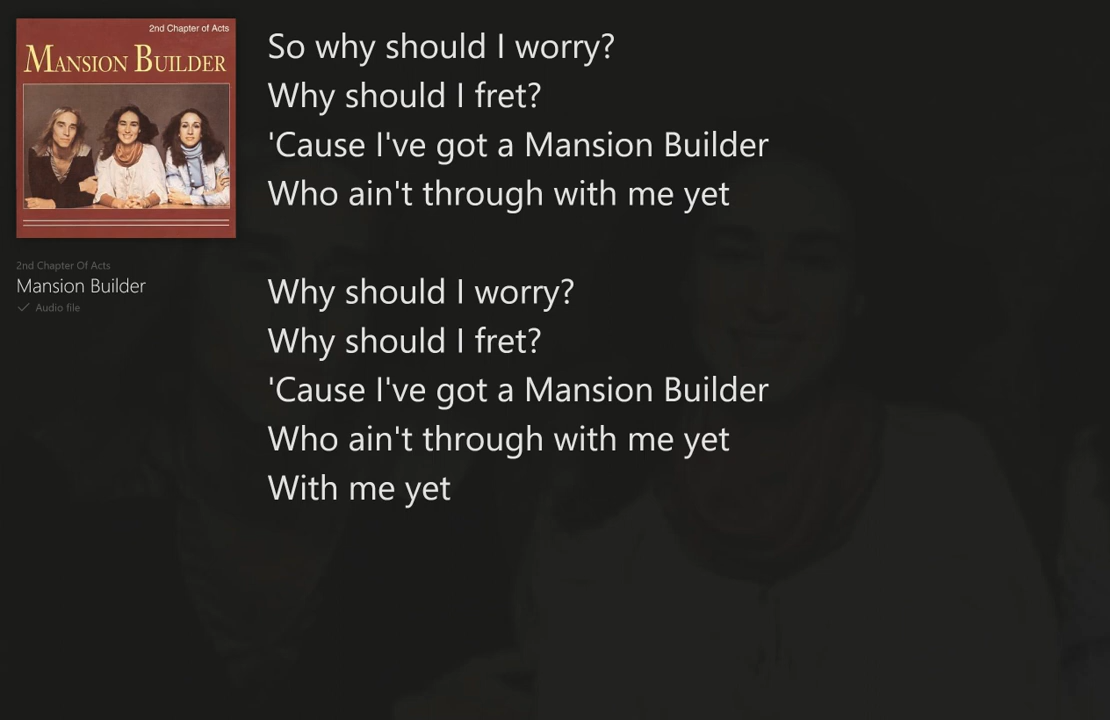 2nd Chapter of Acts
MANSION BUILDER
2nd Chapter Of Acts
Mansion Builder
Audio file
So why should I worry?
Why should I fret?
'Cause I've got a Mansion Builder
Who ain't through with me yet
Why should I worry?
Why should I fret?
'Cause I've got a Mansion Builder
Who ain't through with me yet
With me yet